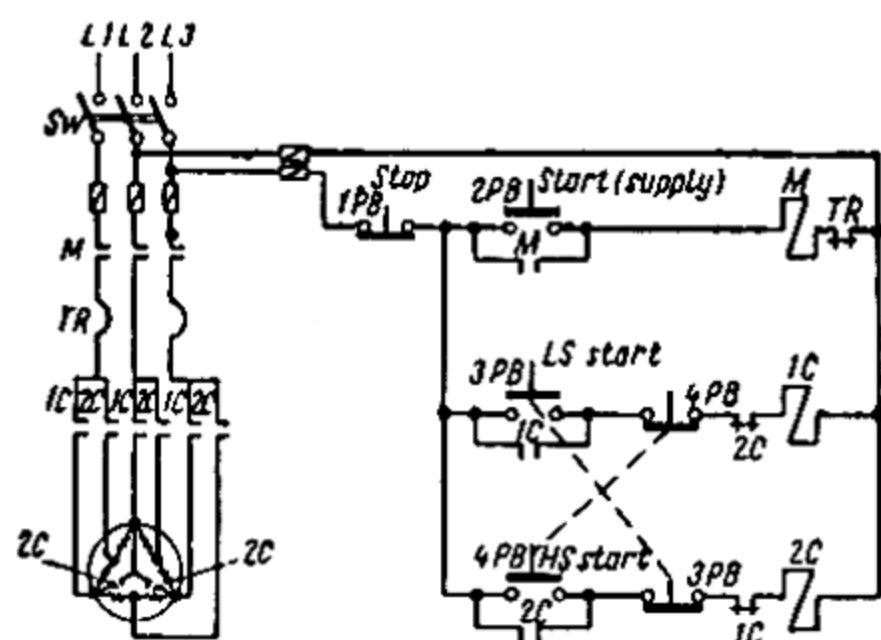 L1 L2 L3
SW
Stop
1PB
2PB
Start (supply)
M
TR
M
M
TR
3PB
LS start
4PB
1C
1C
2C
1C 2C 1C 2C 1C 2C
2C
2C
4PB
HS start
3PB
2C
2C
1C